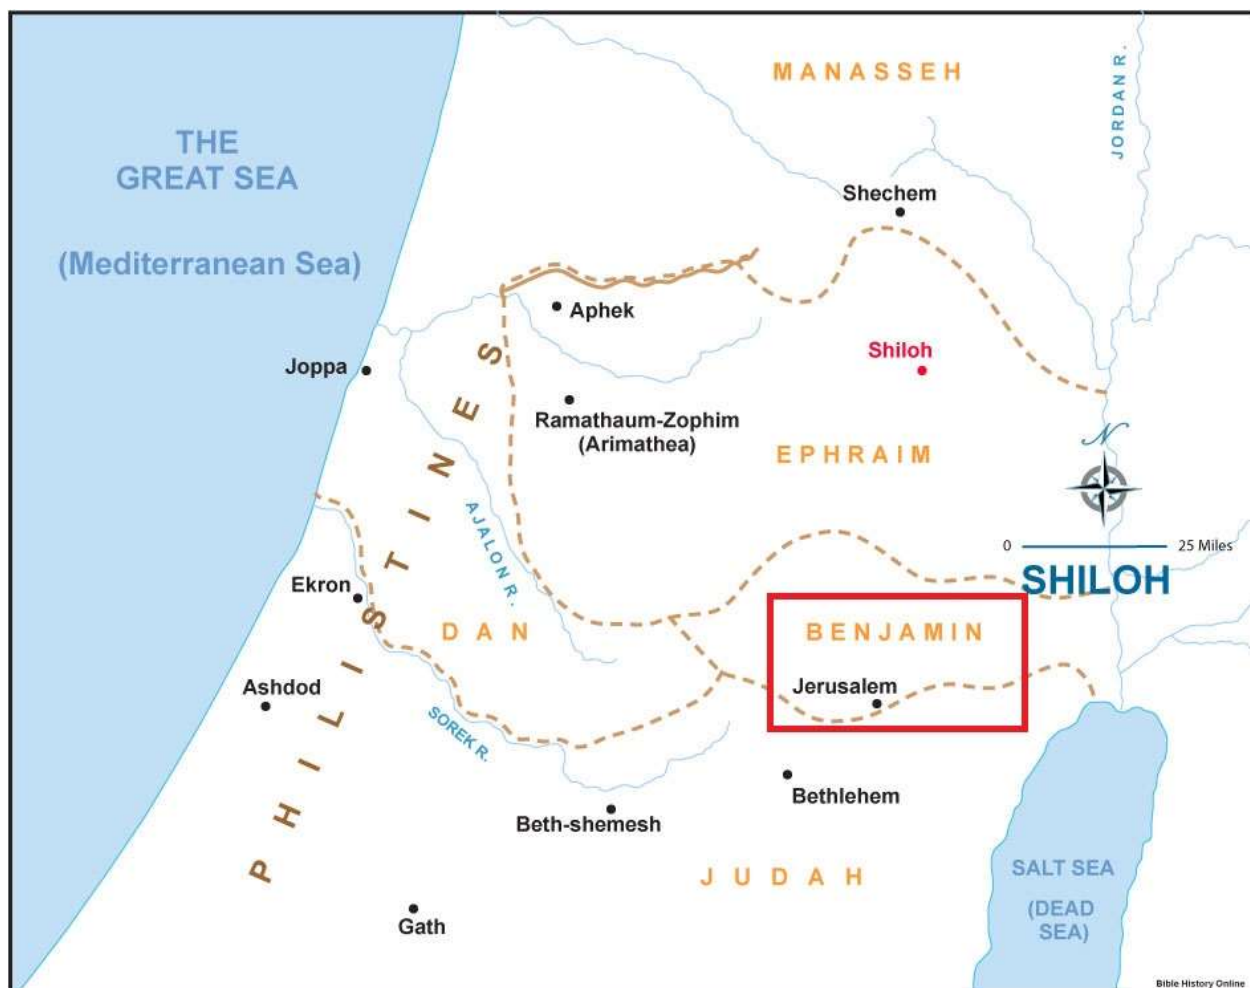 MANASSEH
JORDAN R.
THE
GREAT SEA
(Mediterranean Sea)
Shechem
Aphek
Shiloh
Joppa
Ramathaum-Zophim
(Arimathea)
EPHRAIM
N
PHILISTINES
AJALON R.
0 25 Miles
SHILOH
Ekron
DAN
BENJAMIN
Ashdod
Jerusalem
SOREK R.
Bethlehem
Beth-shemesh
JUDAH
SALT SEA
(DEAD
SEA)
Gath
Bible History Online